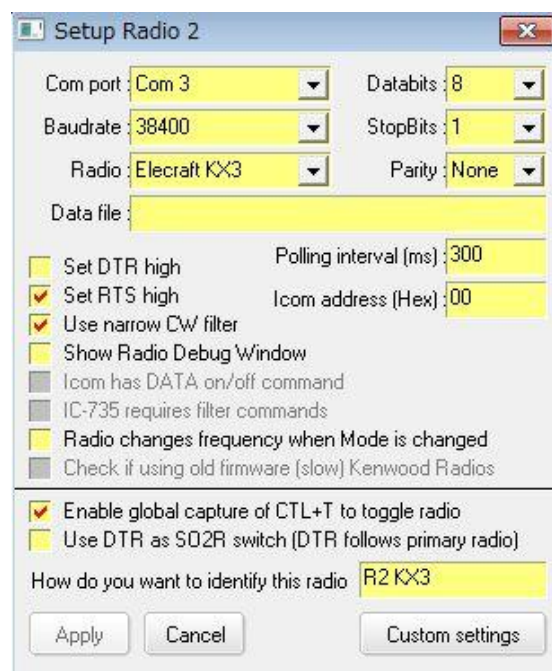 Setup Radio 2
Com port : Com 3 Databits : 8
Baudrate : 38400 StopBits : 1
Radio : Elecraft KX3 Parity : None
Data file :
Set DTR high Polling interval (ms) : 300
Set RTS high Icom address (Hex) : 00
Use narrow CW filter
Show Radio Debug Window
Icom has DATA on/off command
IC-735 requires filter commands
Radio changes frequency when Mode is changed
Check if using old firmware (slow) Kenwood Radios
Enable global capture of CTL+T to toggle radio
Use DTR as SO2R switch (DTR follows primary radio)
How do you want to identify this radio R2 KX3
Apply Cancel Custom settings